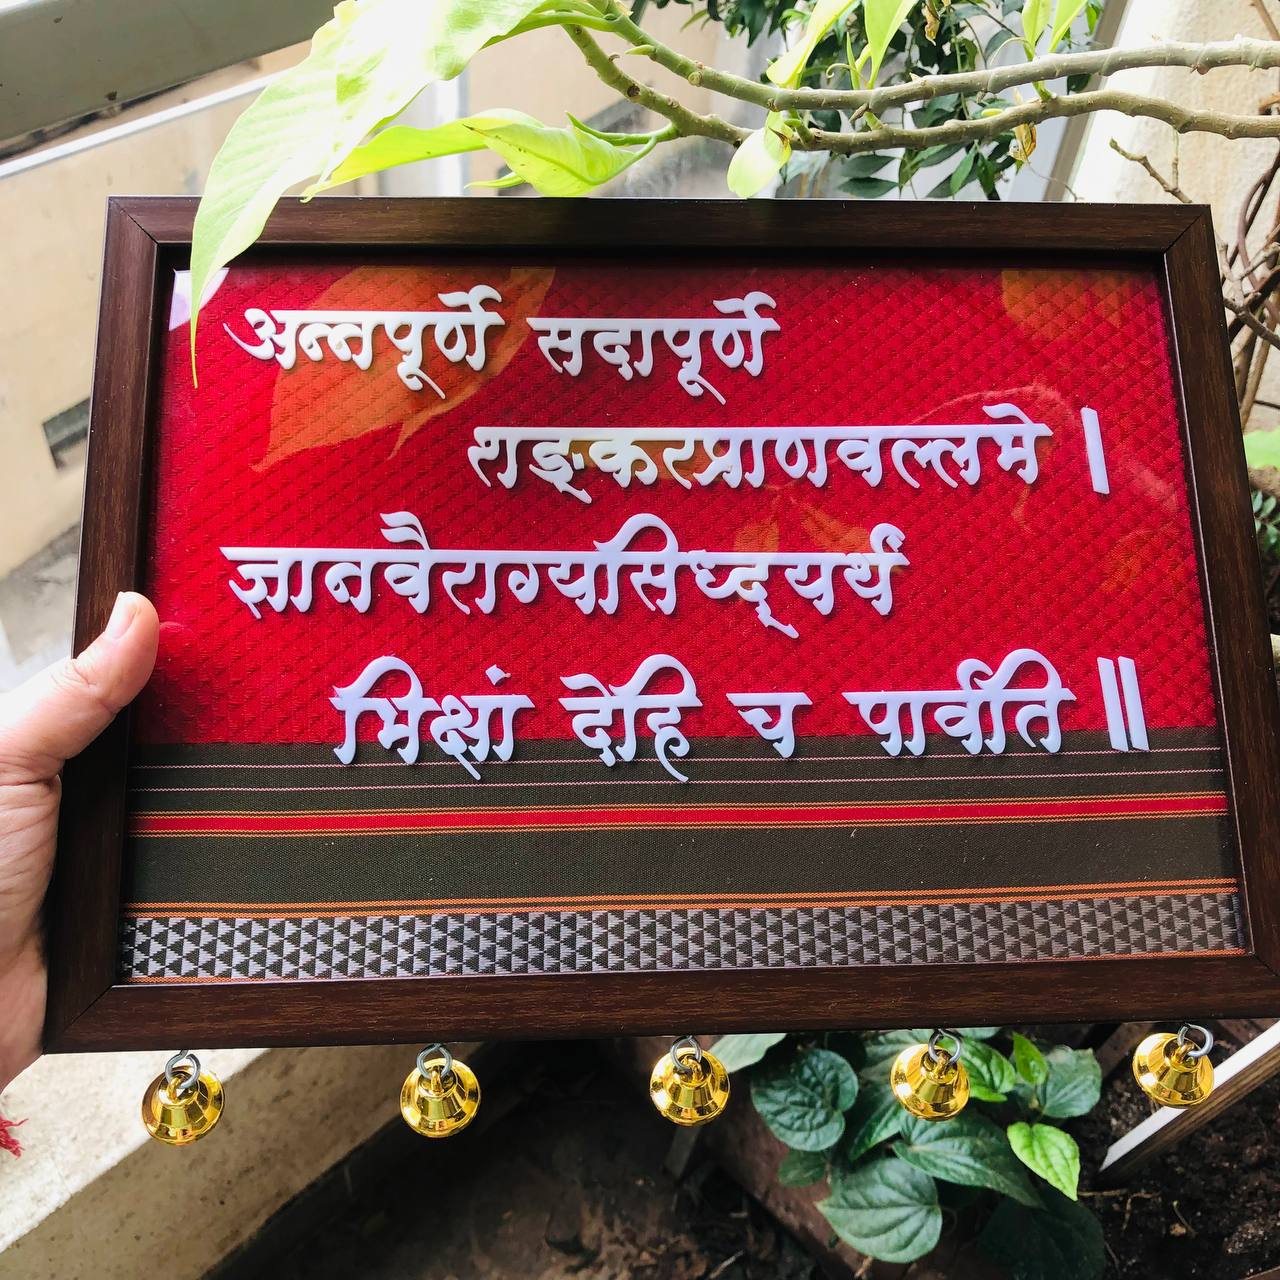 अन्नपूर्णे सदापूर्णे
शङ्करप्राणवल्लभे ।
ज्ञानवैराग्यसिध्द्यर्थं
भिक्षां देहि च पार्वति ॥